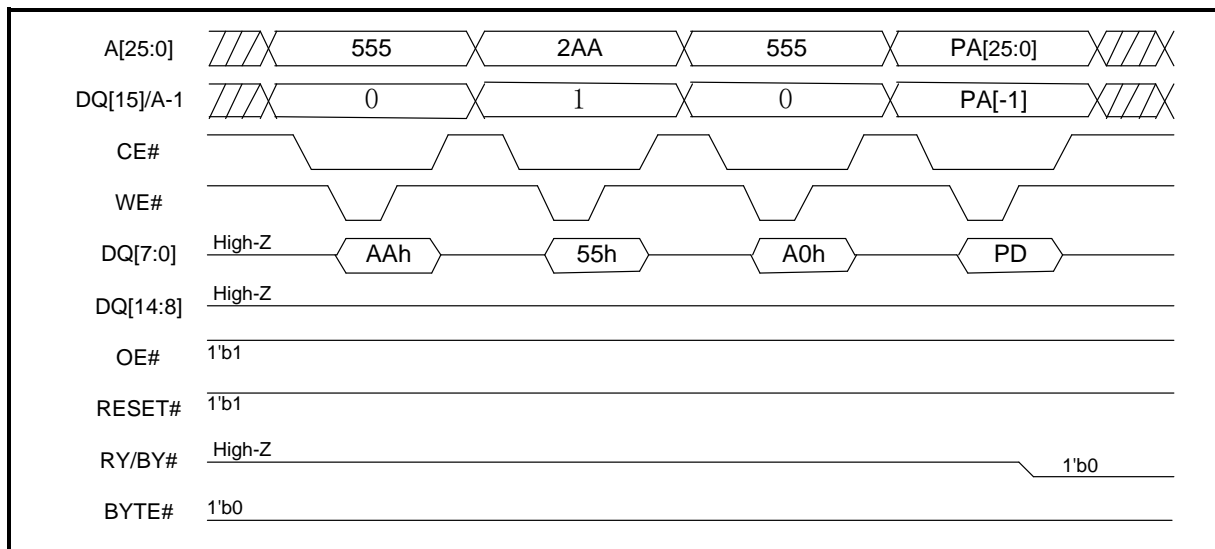 A[25:0] 555 2AA 555 PA[25:0]
DQ[15]/A-1 0 1 0 PA[-1]
CE#
WE#
DQ[7:0] High-Z AAh 55h A0h PD
DQ[14:8] High-Z
OE# 1'b1
RESET# 1'b1
RY/BY# High-Z 1'b0
BYTE# 1'b0